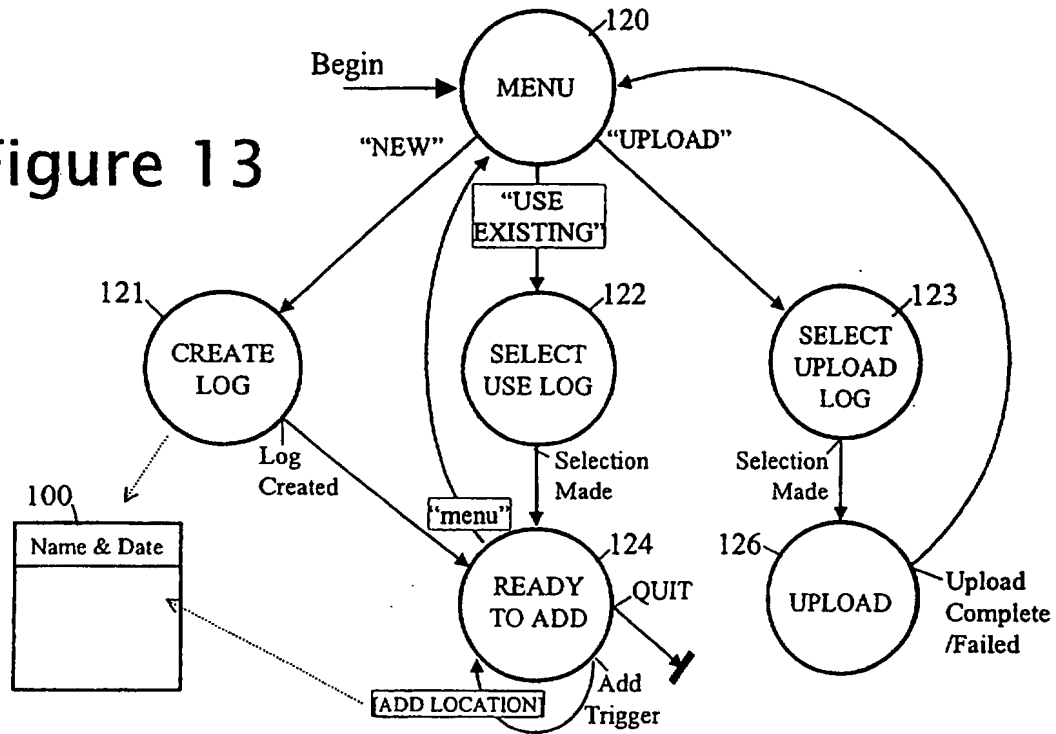 120
Begin
MENU
Figure 13
"NEW"
"UPLOAD"
"USE
EXISTING"
121
122
123
CREATE
LOG
SELECT
USE LOG
SELECT
UPLOAD
LOG
Log
Created
Selection
Made
Selection
Made
100
Name & Date
"menu"
124
126
READY
TO ADD
QUIT
UPLOAD
Upload
Complete
/Failed
[ADD LOCATION]
Add
Trigger